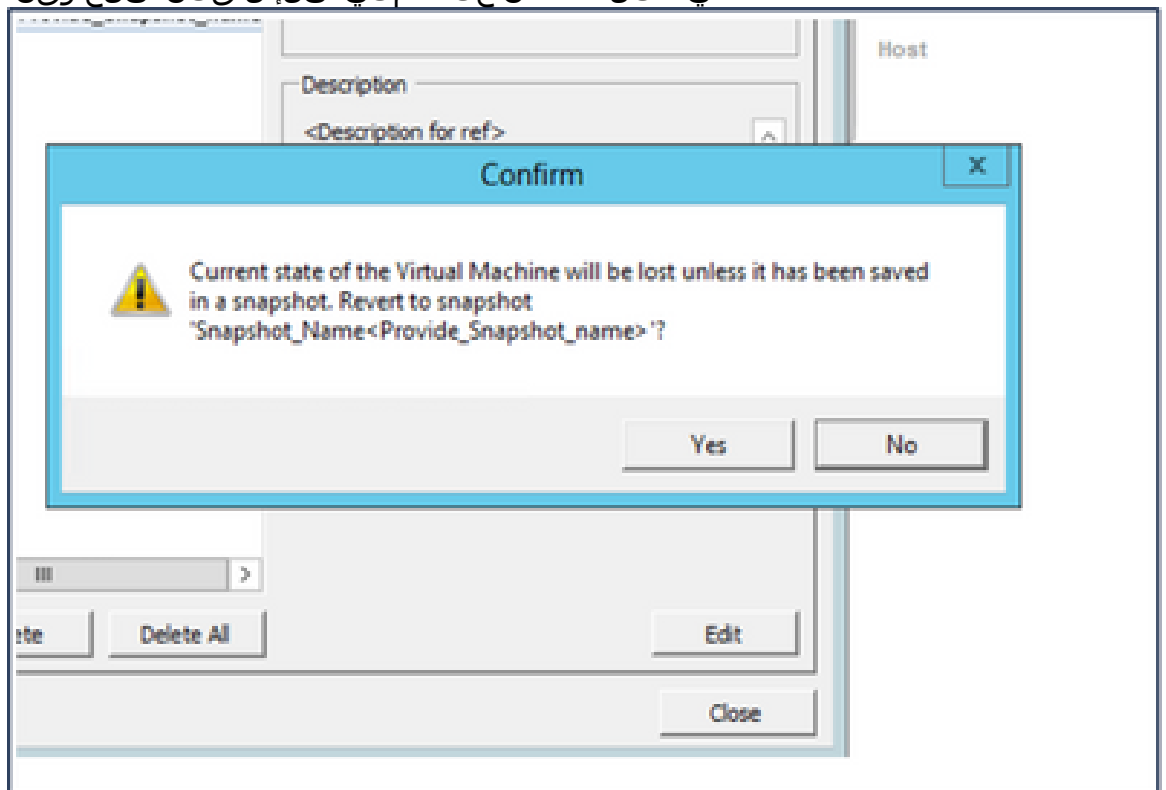 Host
Description
<Description for ref>
Confirm
X
Current state of the Virtual Machine will be lost unless it has been saved
in a snapshot. Revert to snapshot
'Snapshot_Name<Provide_Snapshot_name>'?
Yes
No
ete
Delete All
Edit
Close